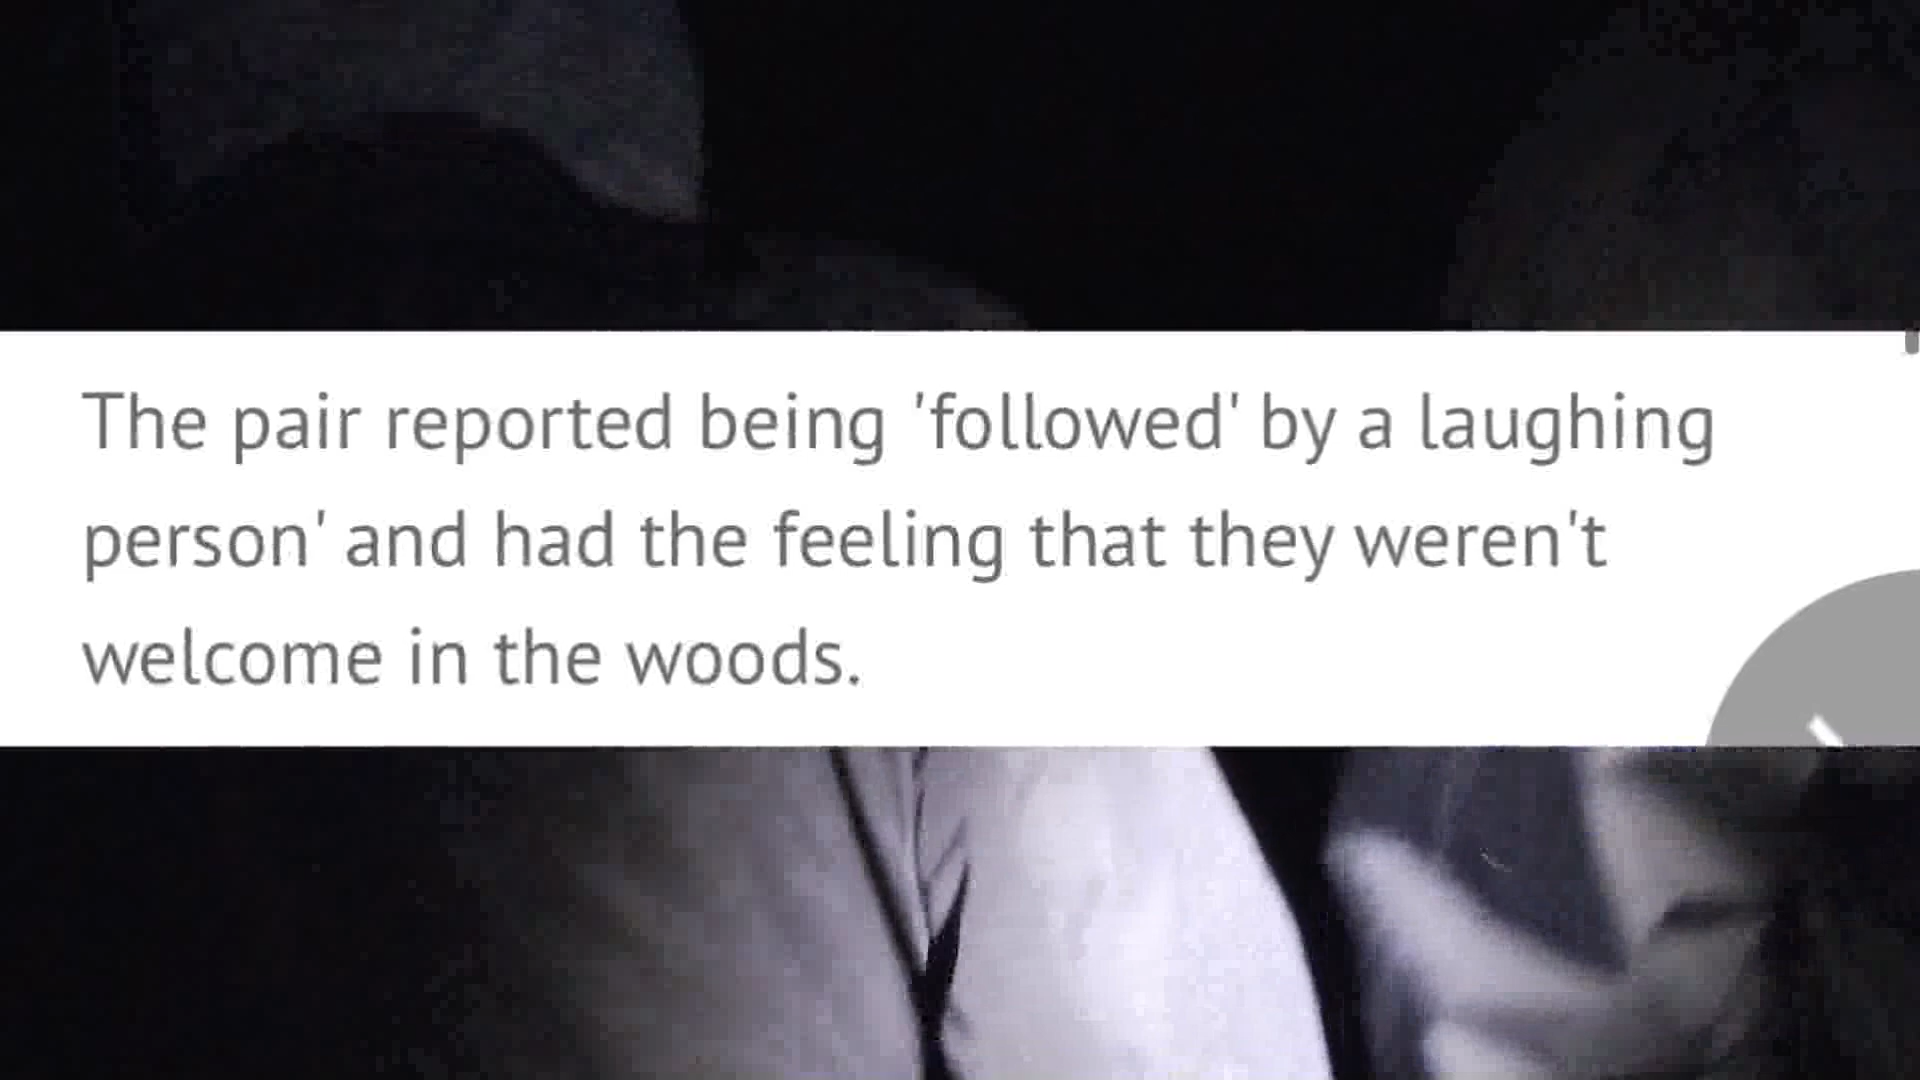 The pair reported being 'followed' by a laughing
person' and had the feeling that they weren't
welcome in the woods.